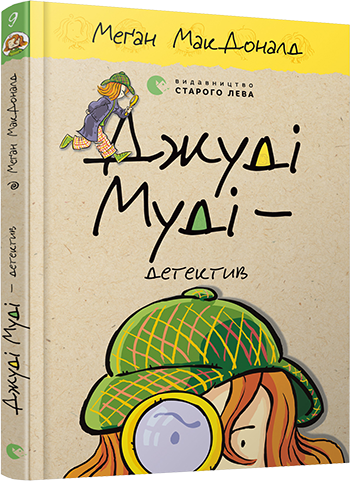 Меґан МакДоналд
видавництво
СТАРОГО ЛЕВА
Джуді
Муді –
детектив
9
Джуді Муді – детектив Меґан МакДоналд